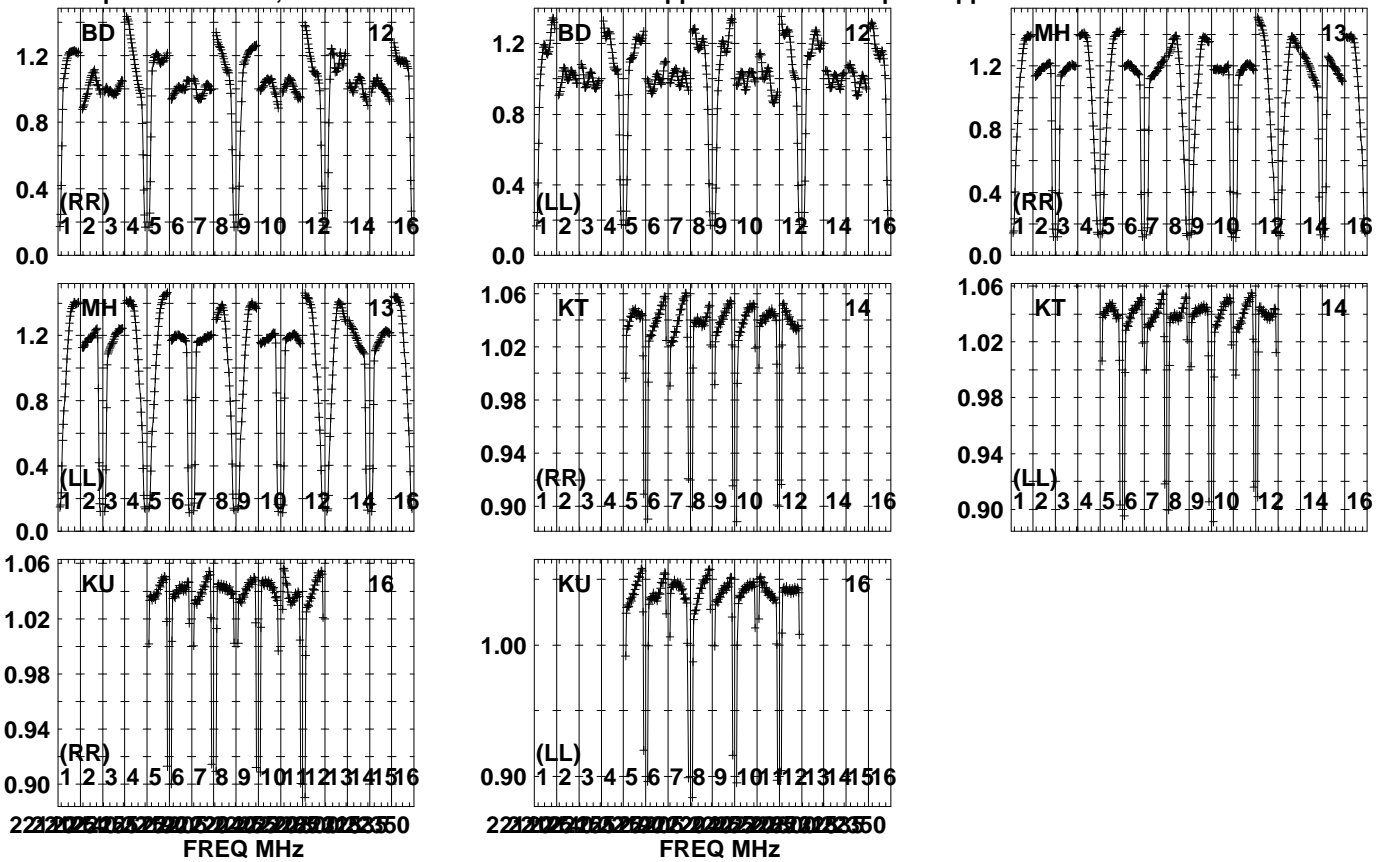 BD 12
1.2
0.8
0.4
0.0
(RR)
1 2 3 4 5 6 7 8 9 10 12 14 16
BD 12
1.2
0.8
0.4
0.0
(LL)
1 2 3 4 5 6 7 8 9 10 12 14 16
MH 13
1.2
0.8
0.4
0.0
(RR)
1 2 3 4 5 6 7 8 9 10 12 14 16
MH 13
1.2
0.8
0.4
0.0
(LL)
1 2 3 4 5 6 7 8 9 10 12 14 16
KT 14
1.06
1.02
0.98
0.94
0.90
(RR)
1 2 3 4 5 6 7 8 9 10 12 14 16
KT 14
1.06
1.02
0.98
0.94
0.90
(LL)
1 2 3 4 5 6 7 8 9 10 12 14 16
KU 16
1.06
1.02
0.98
0.94
0.90
(RR)
1 2 3 4 5 6 7 8 9 10 11 12 13 14 15 16
FREQ MHz
KU 16
1.00
0.90
(LL)
1 2 3 4 5 6 7 8 9 10 11 12 13 14 15 16
FREQ MHz